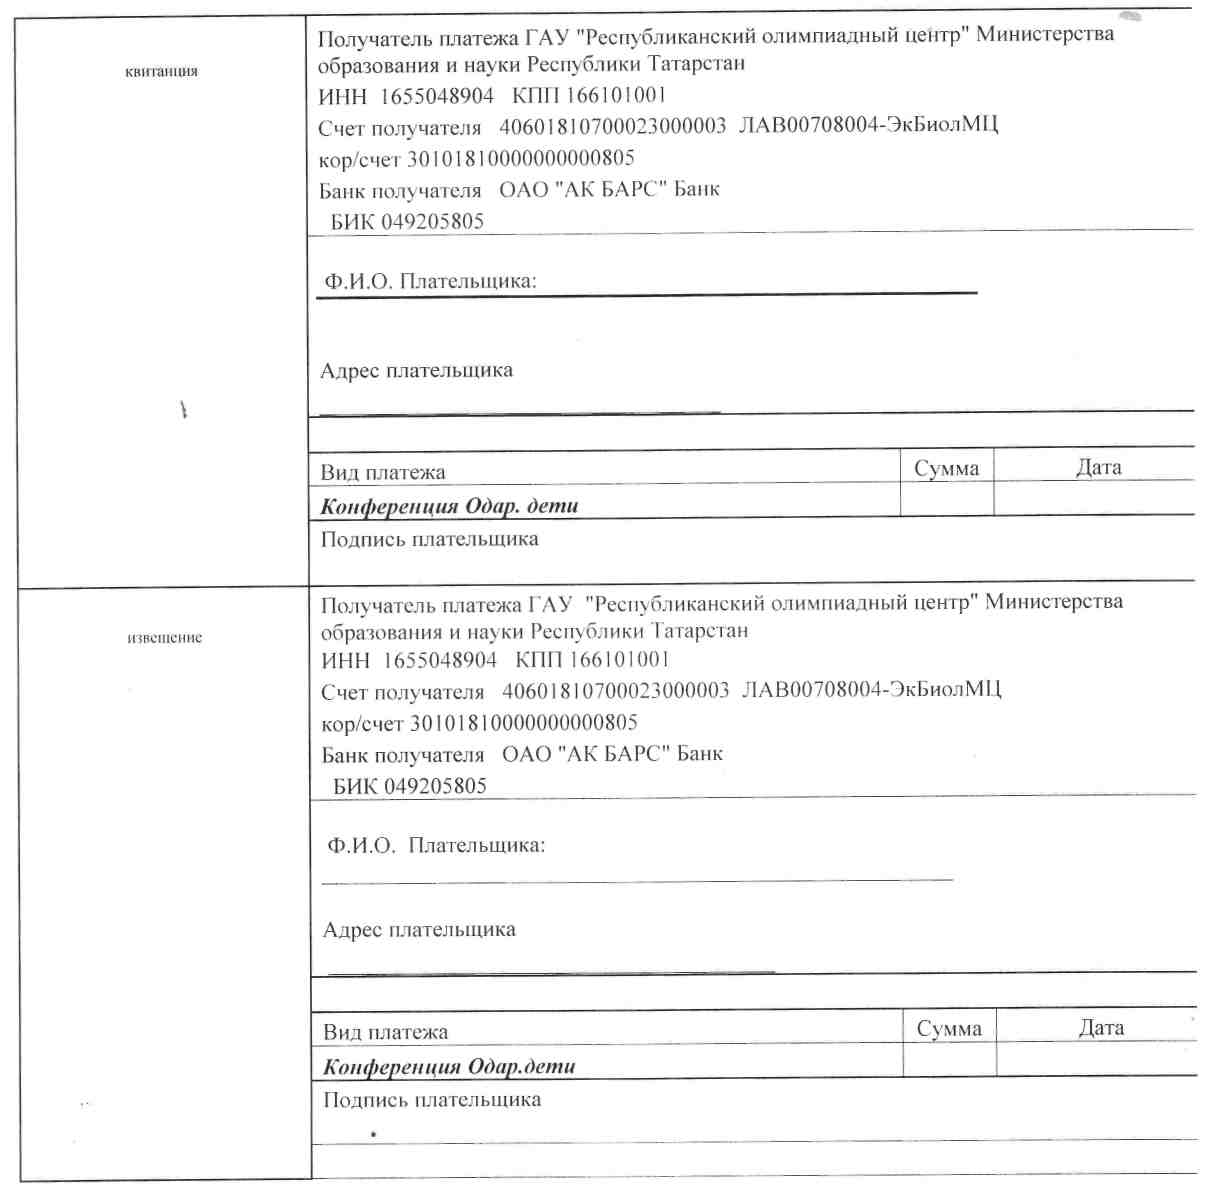 квитанция
Получатель платежа ГАУ "Республиканский олимпиадный центр" Министерства
образования и науки Республики Татарстан
ИНН 1655048904 КПП 166101001
Счет получателя 40601810700023000003 ЛАВ00708004-ЭкБиолМЦ
кор/счет 30101810000000000805
Банк получателя ОАО "АК БАРС" Банк
БИК 049205805
Ф.И.О. Плательщика:
Адрес плательщика
Вид платежа Сумма Дата
Конференция Одар. дети
Подпись плательщика
извещение
Получатель платежа ГАУ "Республиканский олимпиадный центр" Министерства
образования и науки Республики Татарстан
ИНН 1655048904 КПП 166101001
Счет получателя 40601810700023000003 ЛАВ00708004-ЭкБиолМЦ
кор/счет 30101810000000000805
Банк получателя ОАО "АК БАРС" Банк
БИК 049205805
Ф.И.О. Плательщика:
Адрес плательщика
Вид платежа Сумма Дата
Конференция Одар.дети
Подпись плательщика